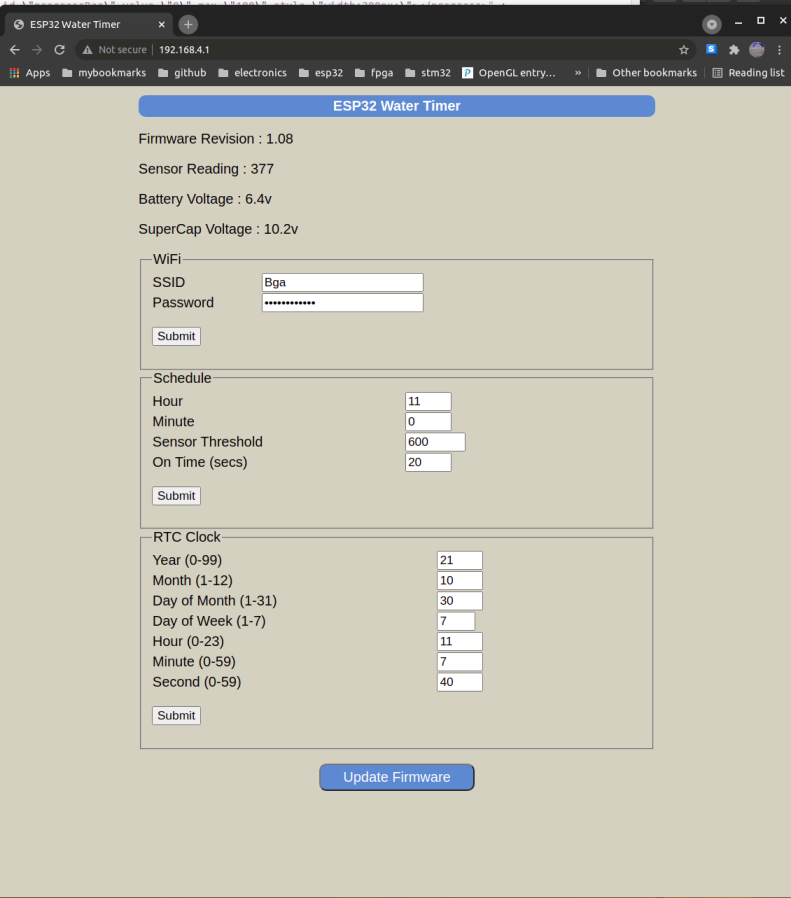 ESP32 Water Timer
Not secure 192.168.4.1
Apps mybookmarks github electronics esp32 fpga stm32 OpenGL entry… » Other bookmarks Reading list
ESP32 Water Timer
Firmware Revision : 1.08
Sensor Reading : 377
Battery Voltage : 6.4v
SuperCap Voltage : 10.2v
WiFi
SSID Bga
Password ••••••••••••
Submit
Schedule
Hour 11
Minute 0
Sensor Threshold 600
On Time (secs) 20
Submit
RTC Clock
Year (0-99) 21
Month (1-12) 10
Day of Month (1-31) 30
Day of Week (1-7) 7
Hour (0-23) 11
Minute (0-59) 7
Second (0-59) 40
Submit
Update Firmware